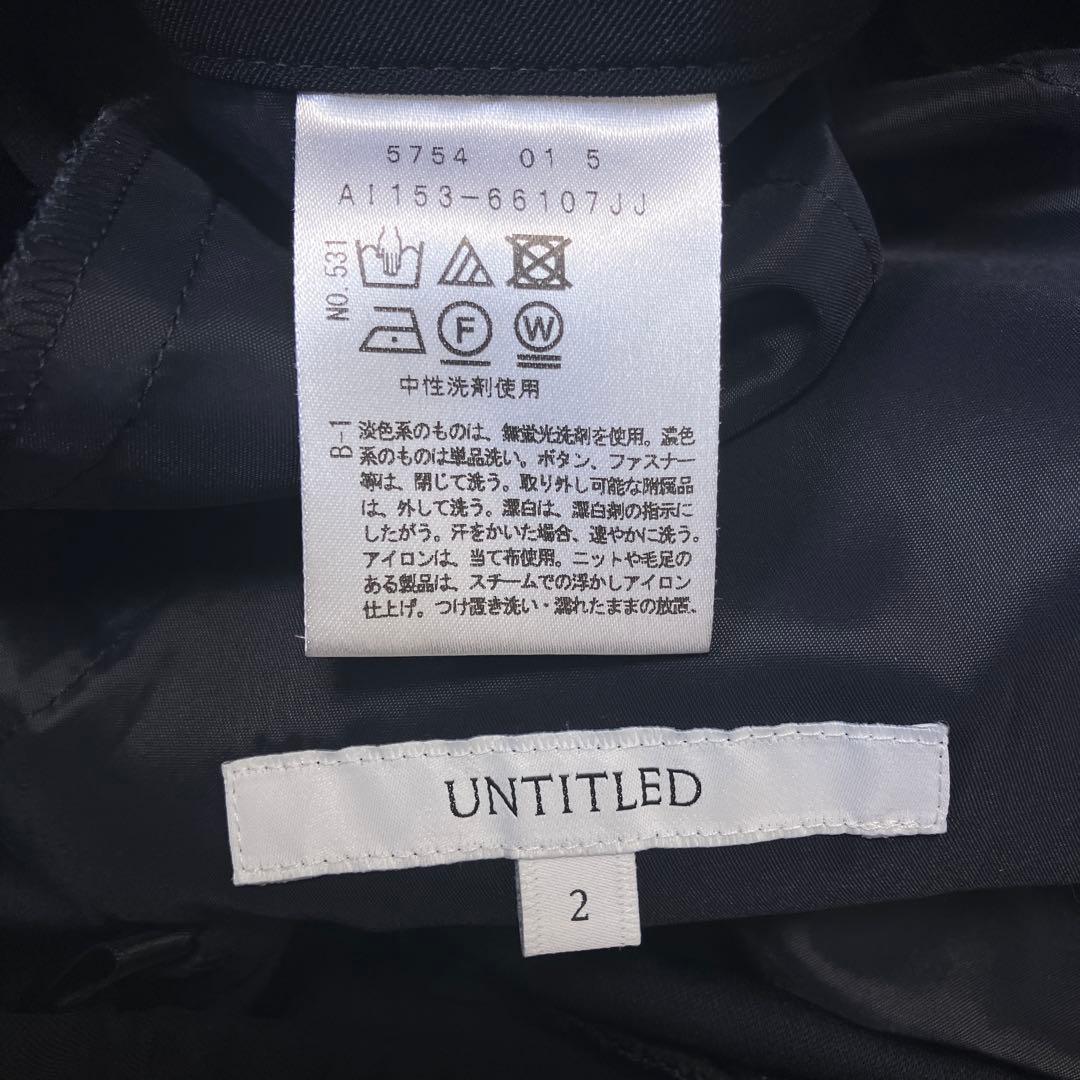 5754 01 5
AI153-66107JJ
NO.531
F W
中性洗剤使用
B-1
淡色系のものは、無蛍光洗剤を使用。濃色
系のものは単品洗い。ボタン、ファスナー
等は、閉じて洗う。取り外し可能な附属品
は、外して洗う。漂白は、漂白剤の指示に
したがう。汗をかいた場合、速やかに洗う。
アイロンは、当て布使用。ニットや毛足の
ある製品は、スチームでの浮かしアイロン
仕上げ。つけ置き洗い・濡れたままの放置、
UNTITLED
2